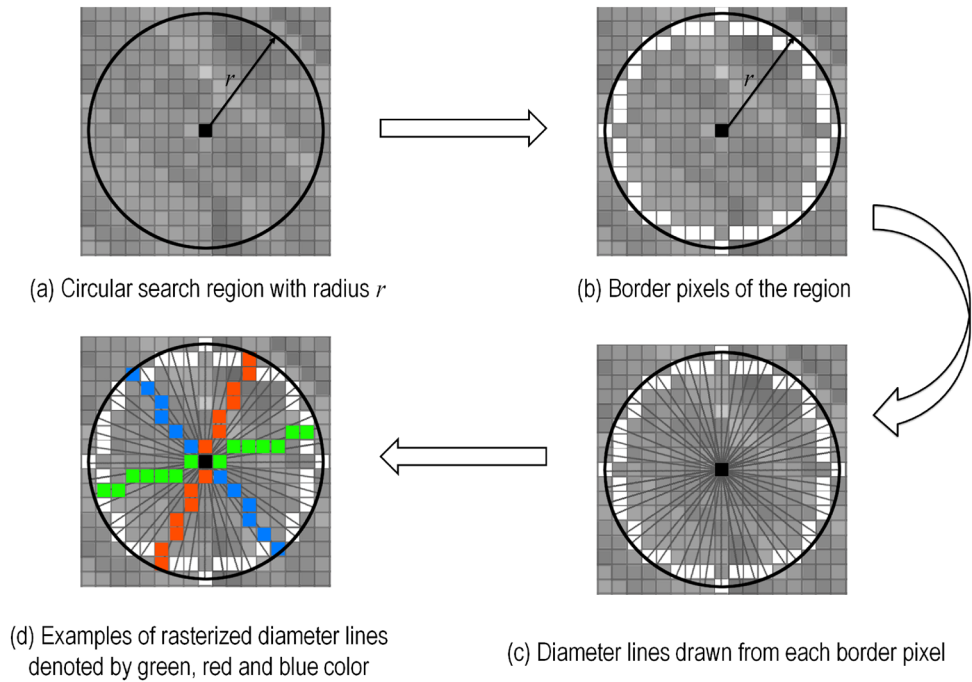 r
r
(a) Circular search region with radius r
(b) Border pixels of the region
(d) Examples of rasterized diameter lines
denoted by green, red and blue color
(c) Diameter lines drawn from each border pixel